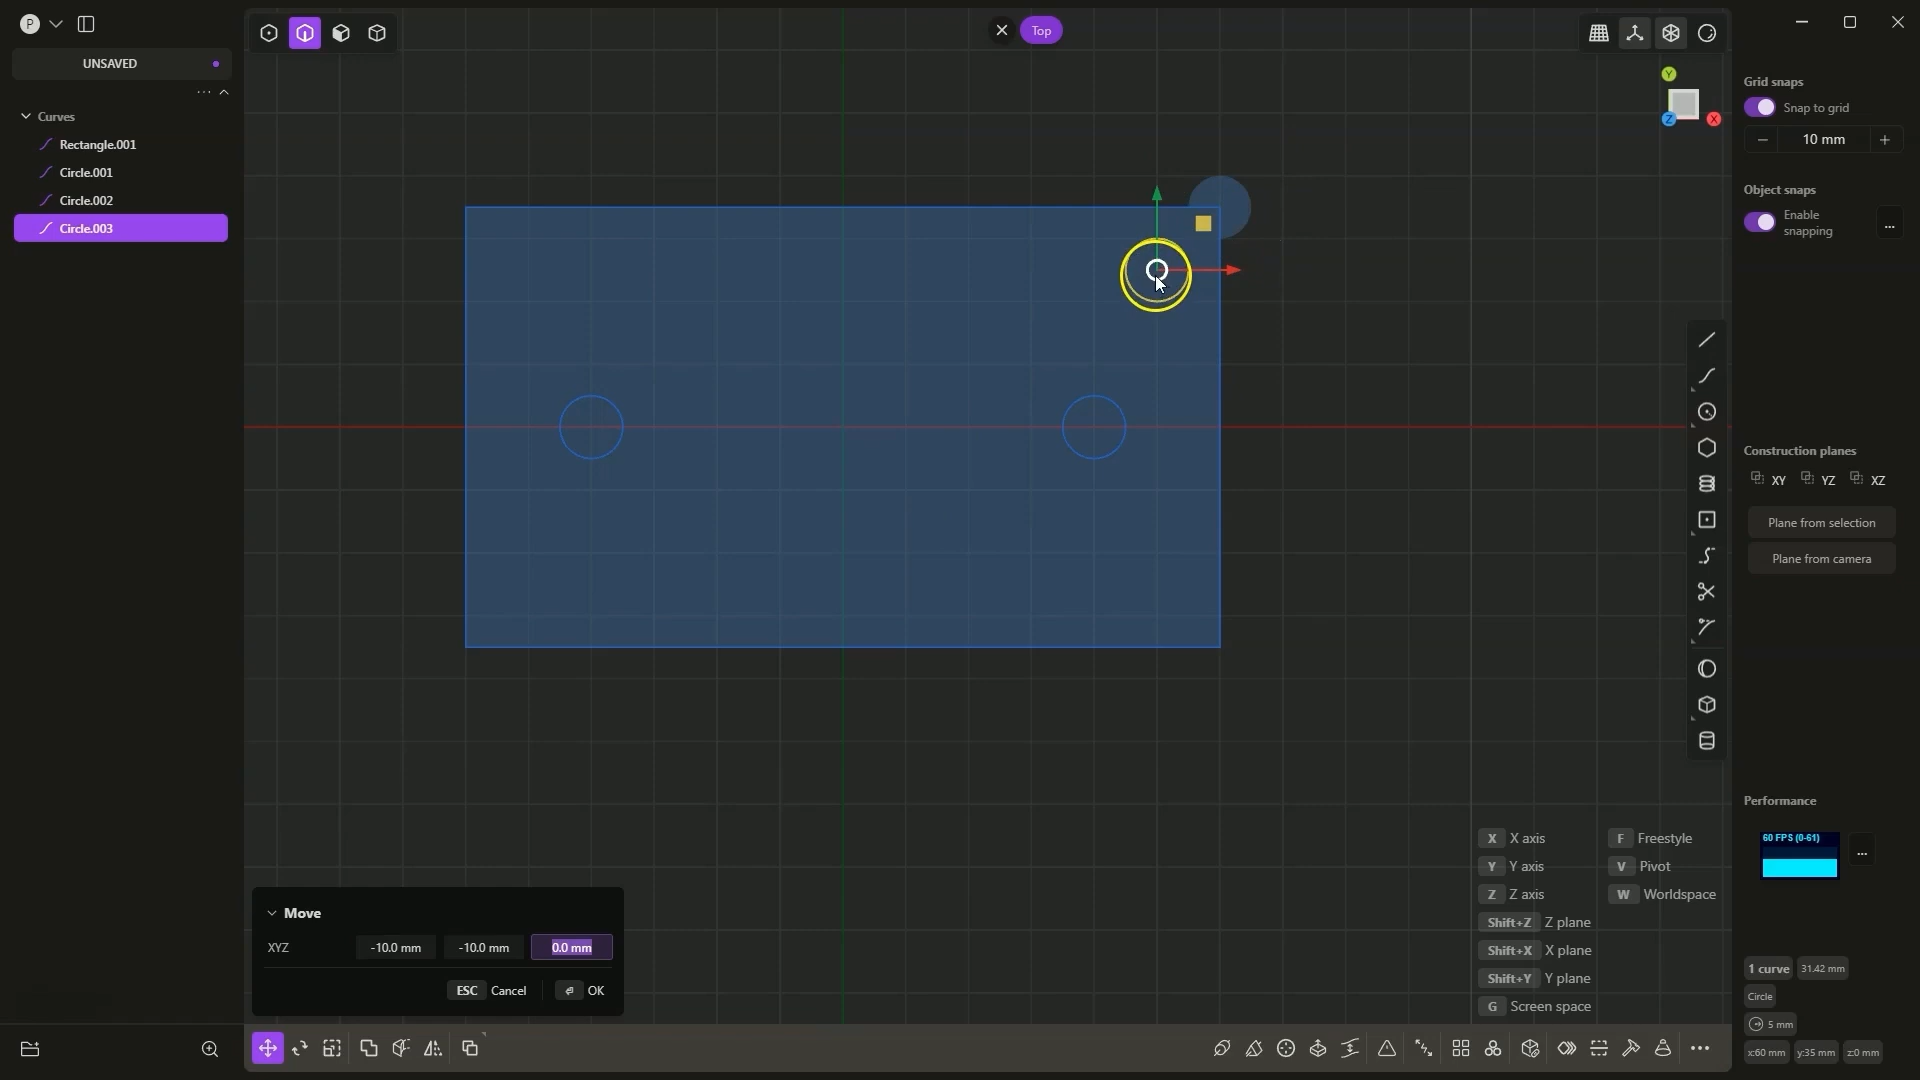 P
UNSAVED
Top
Curves
Rectangle.001
Circle.001
Circle.002
Circle.003
Y
Z
X
Grid snaps
Snap to grid
10 mm
Object snaps
Enable
snapping
...
Construction planes
XY YZ XZ
Plane from selection
Plane from camera
Performance
60 FPS (0-61)
...
X X axis F Freestyle
Y Y axis V Pivot
Z Z axis W Worldspace
Shift+Z Z plane
Shift+X X plane
Shift+Y Y plane
G Screen space
Move
XYZ -10.0 mm -10.0 mm 0.0 mm
ESC Cancel OK
1 curve 31.42 mm
Circle
5 mm
x:60 mm y:35 mm z:0 mm